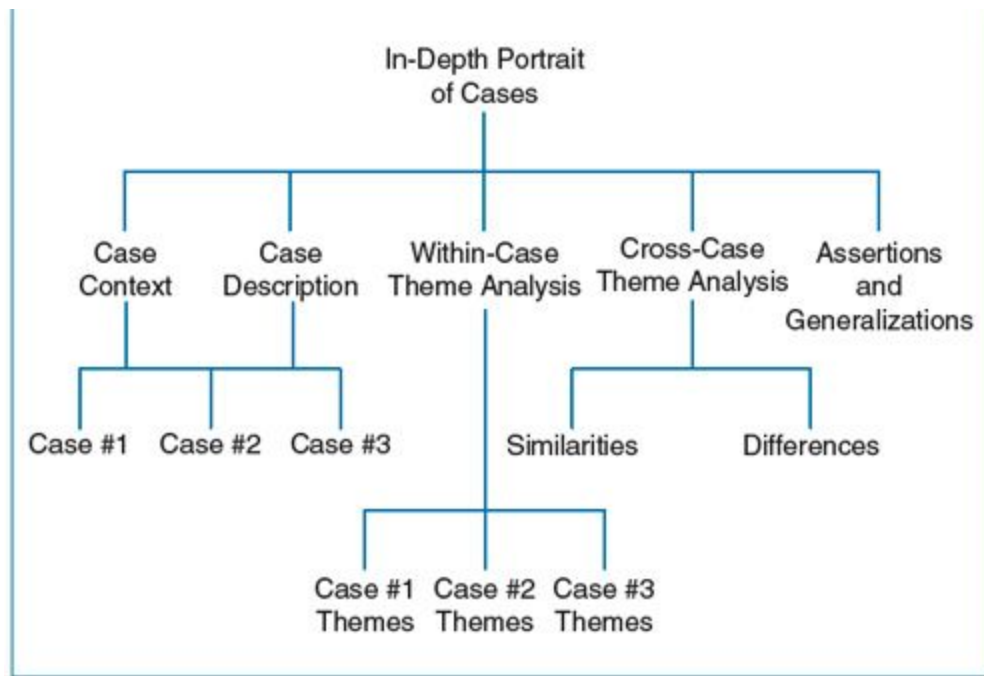 In-Depth Portrait
of Cases
Case
Context
Case
Description
Within-Case
Theme Analysis
Cross-Case
Theme Analysis
Assertions
and
Generalizations
Case #1
Case #2
Case #3
Similarities
Differences
Case #1
Themes
Case #2
Themes
Case #3
Themes